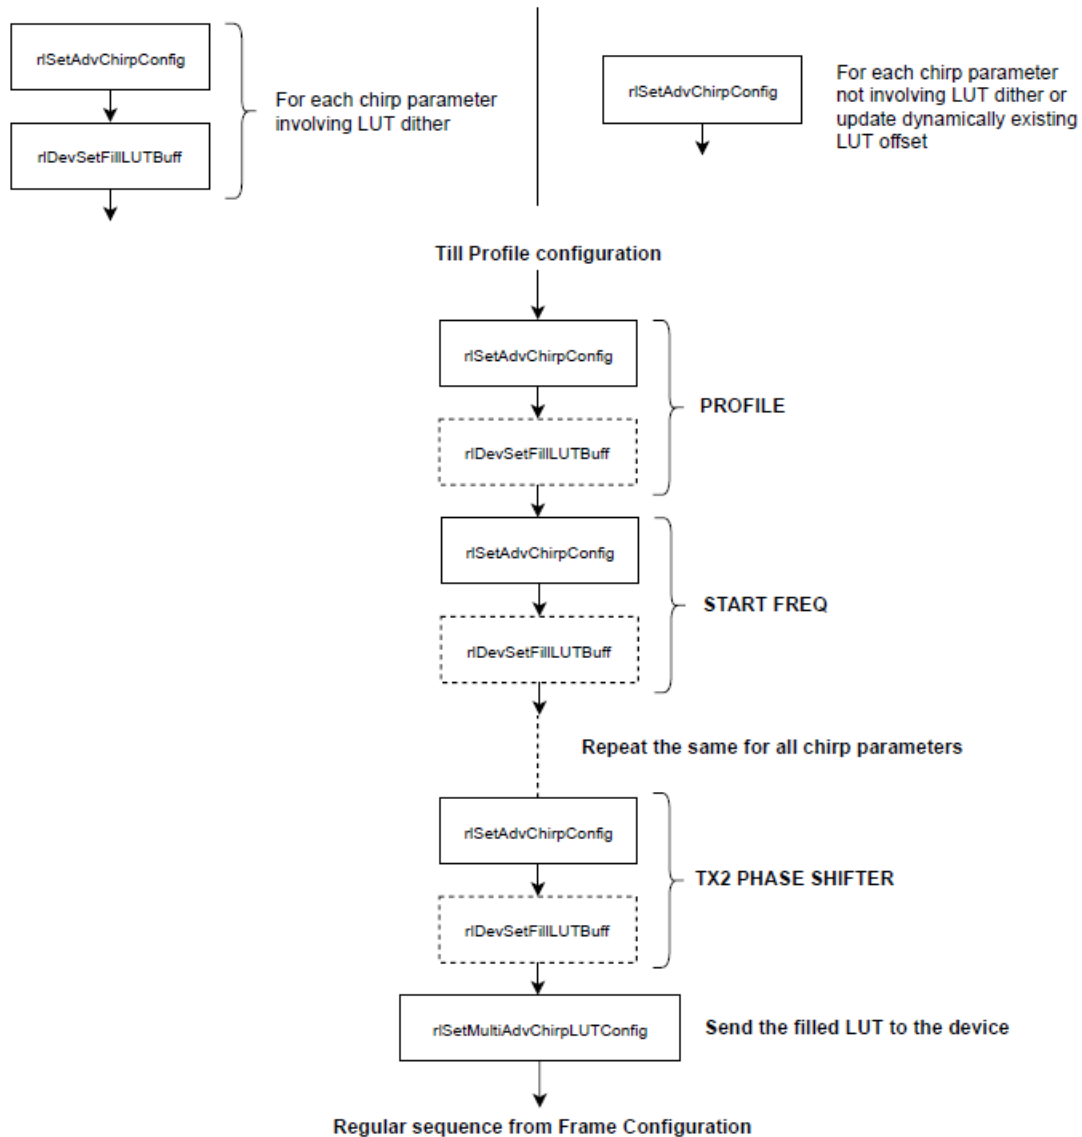 rlSetAdvChirpConfig
rlDevSetFillLUTBuff
For each chirp parameter
involving LUT dither
rlSetAdvChirpConfig
For each chirp parameter
not involving LUT dither or
update dynamically existing
LUT offset
Till Profile configuration
rlSetAdvChirpConfig
rlDevSetFillLUTBuff
PROFILE
rlSetAdvChirpConfig
rlDevSetFillLUTBuff
START FREQ
Repeat the same for all chirp parameters
rlSetAdvChirpConfig
rlDevSetFillLUTBuff
TX2 PHASE SHIFTER
rlSetMultiAdvChirpLUTConfig
Send the filled LUT to the device
Regular sequence from Frame Configuration